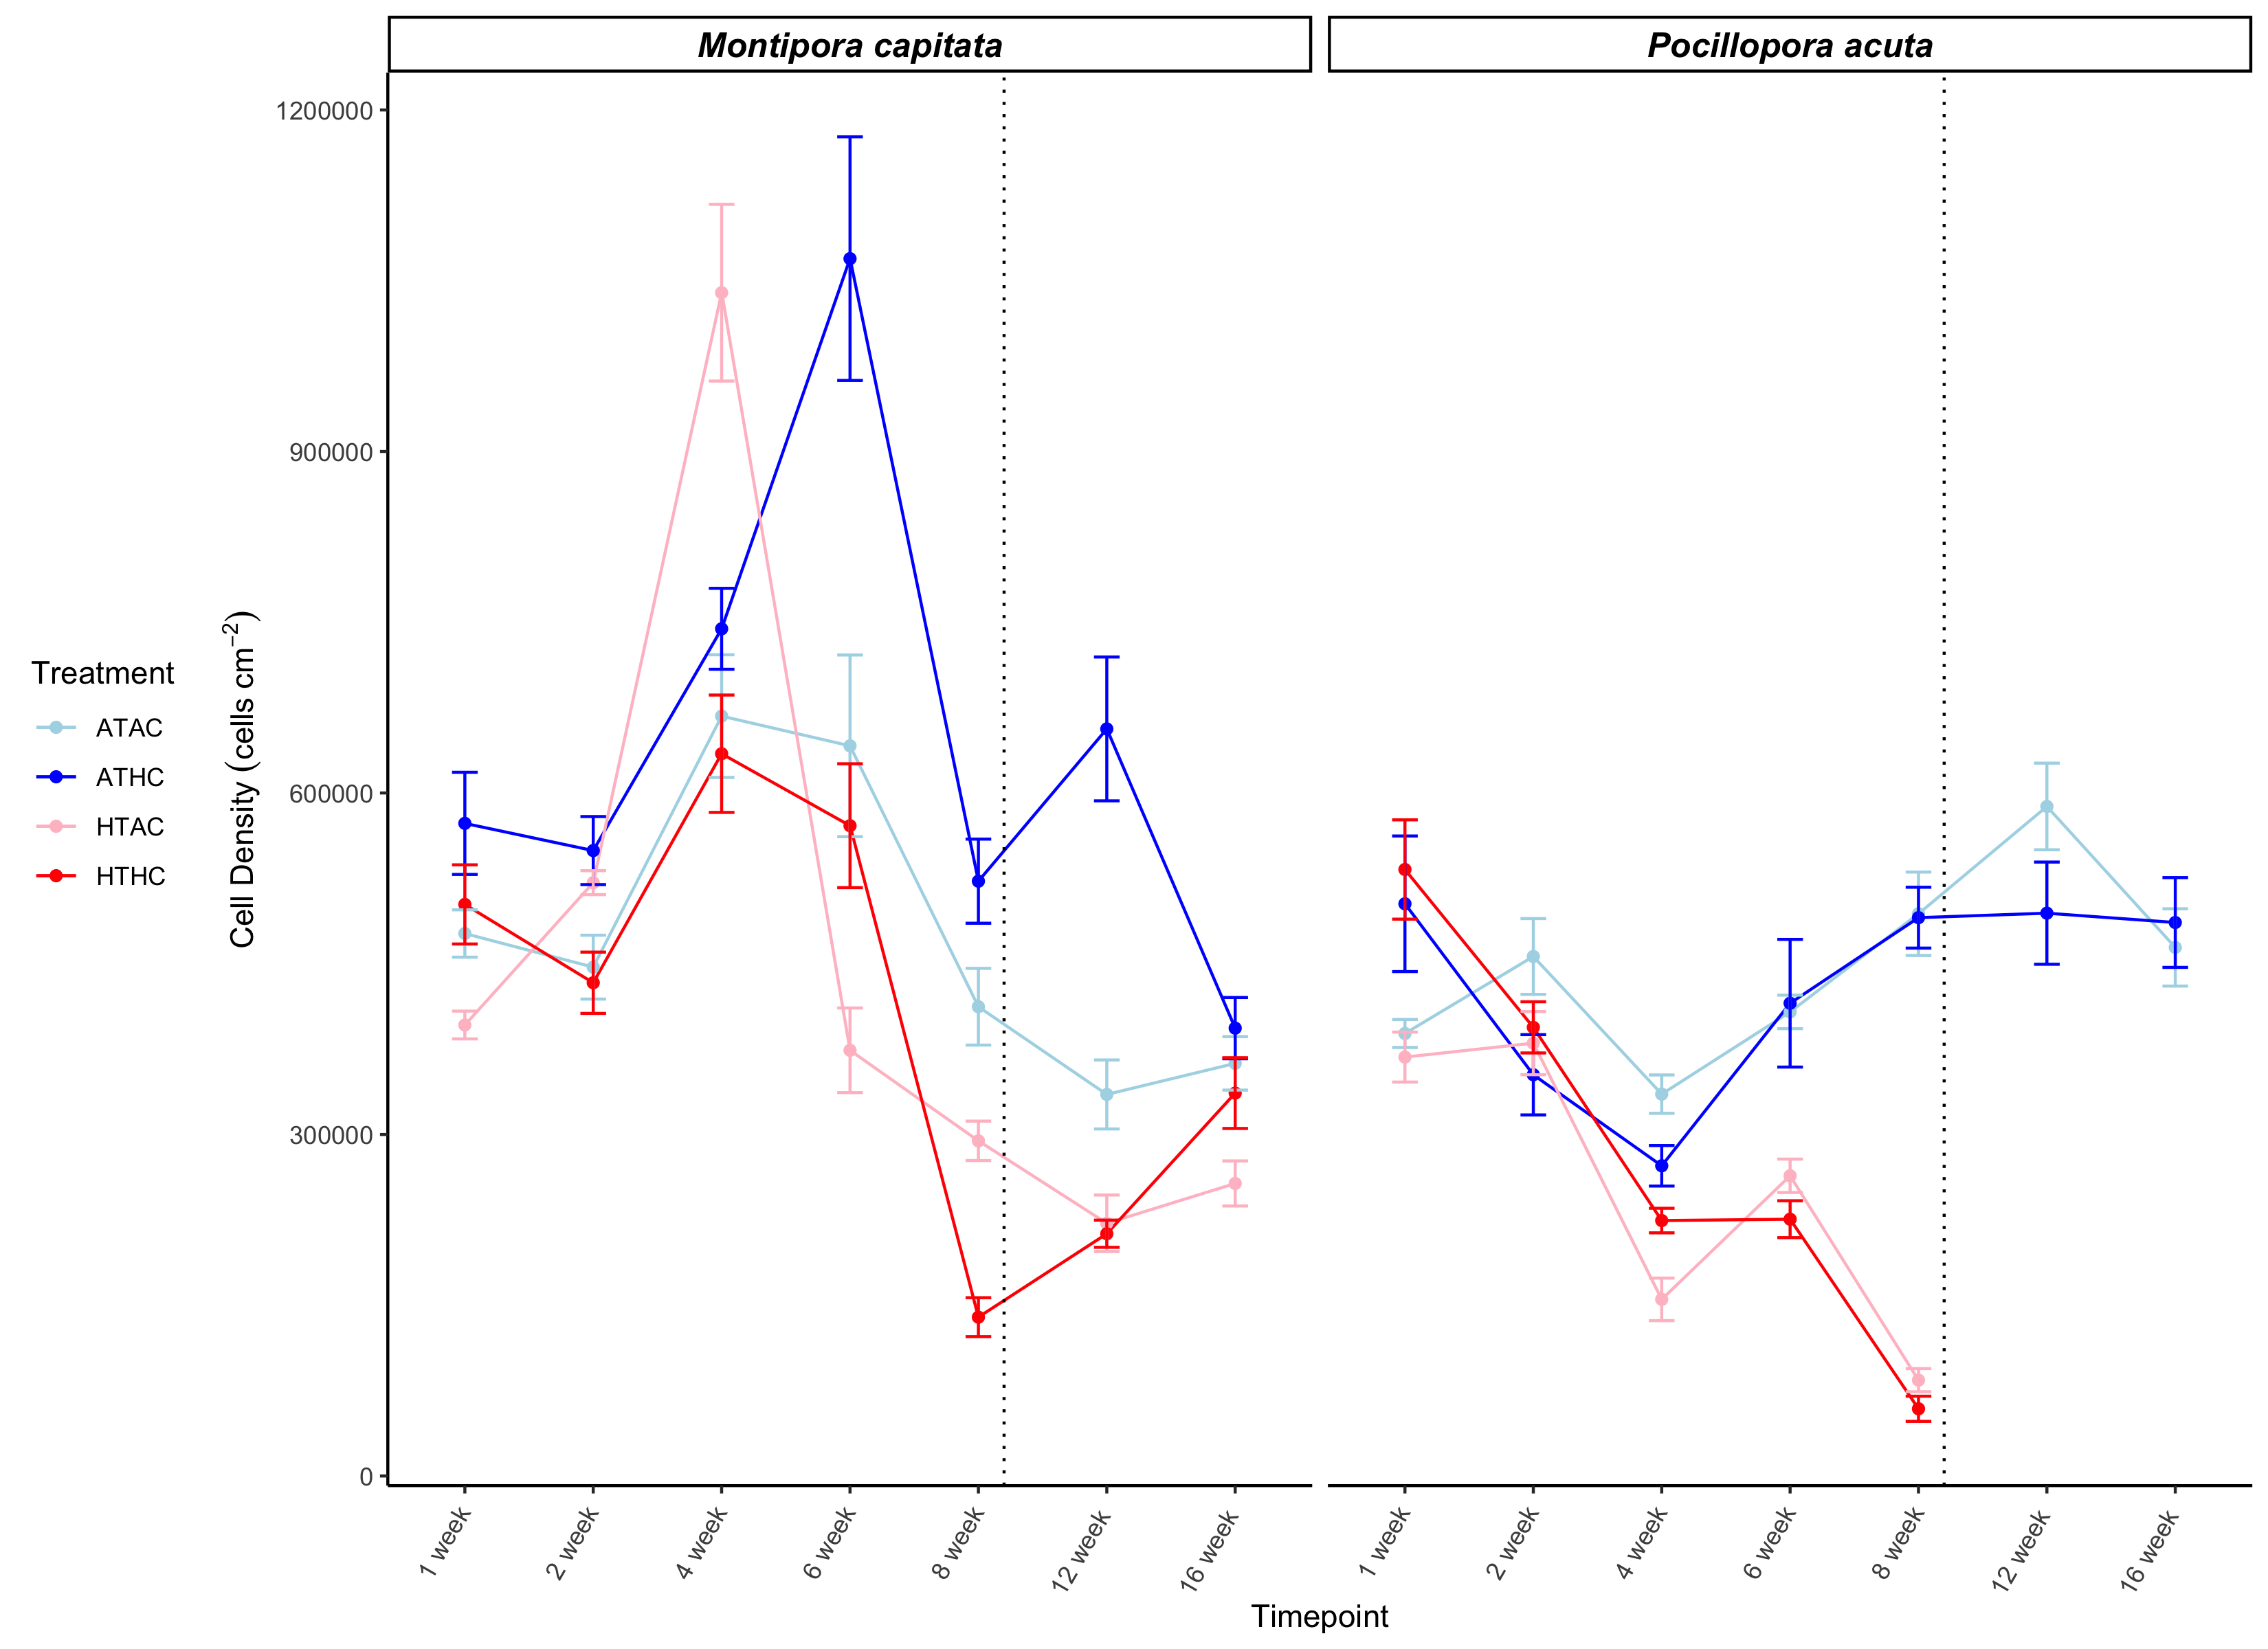 Montipora capitata
Pocillopora acuta
1200000
900000
600000
300000
0
Cell Density (cells cm⁻²)
Treatment
ATAC
ATHC
HTAC
HTHC
1 week
2 week
4 week
6 week
8 week
12 week
16 week
1 week
2 week
4 week
6 week
8 week
12 week
16 week
Timepoint